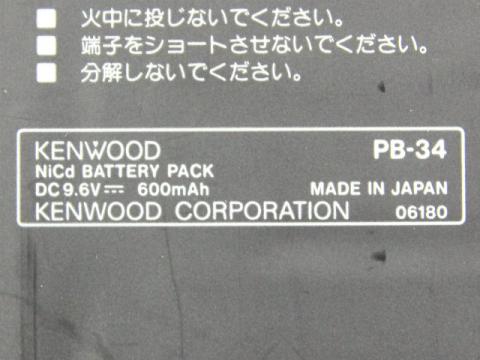 ■ 火中に投じないでください。
■ 端子をショートさせないでください。
■ 分解しないでください。
KENWOOD PB-34
NiCd BATTERY PACK
DC 9.6V⎓ 600mAh MADE IN JAPAN
KENWOOD CORPORATION 06180